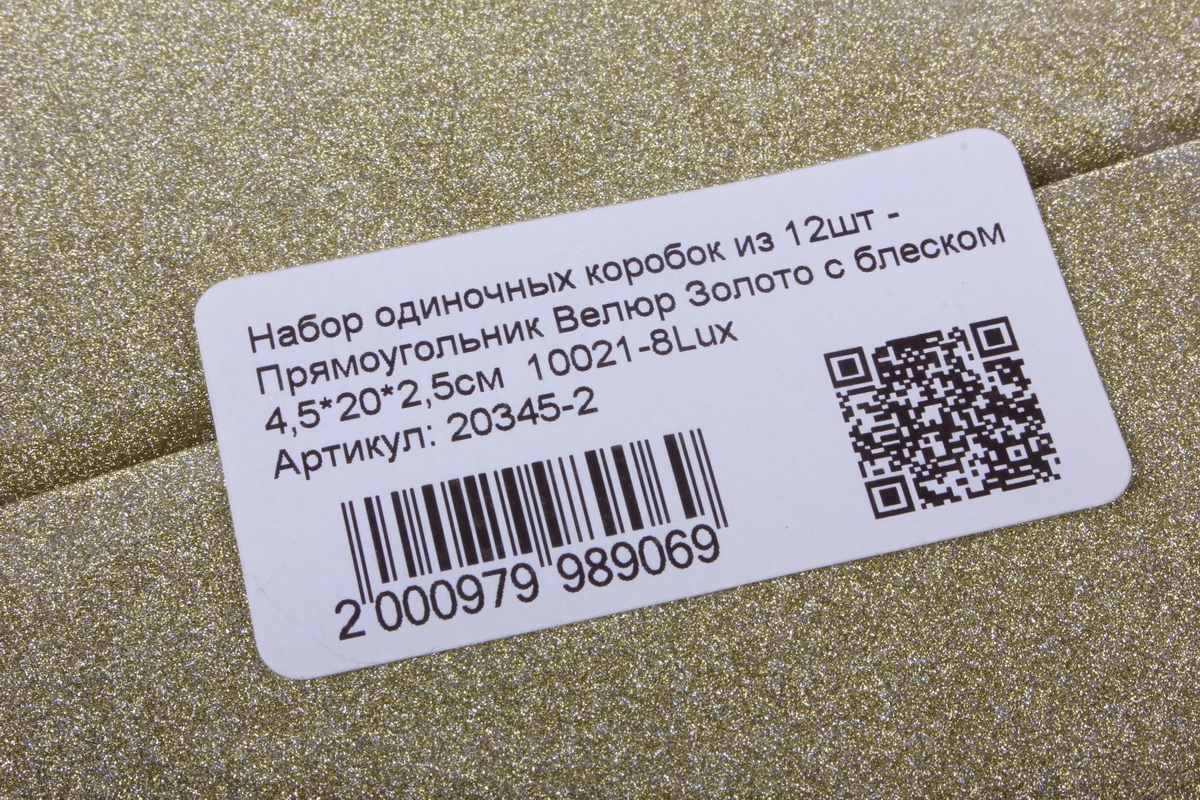 Набор одиночных коробок из 12шт -
Прямоугольник Велюр Золото с блеском
4,5*20*2,5см 10021-8Lux
Артикул: 20345-2
2 000979 989069